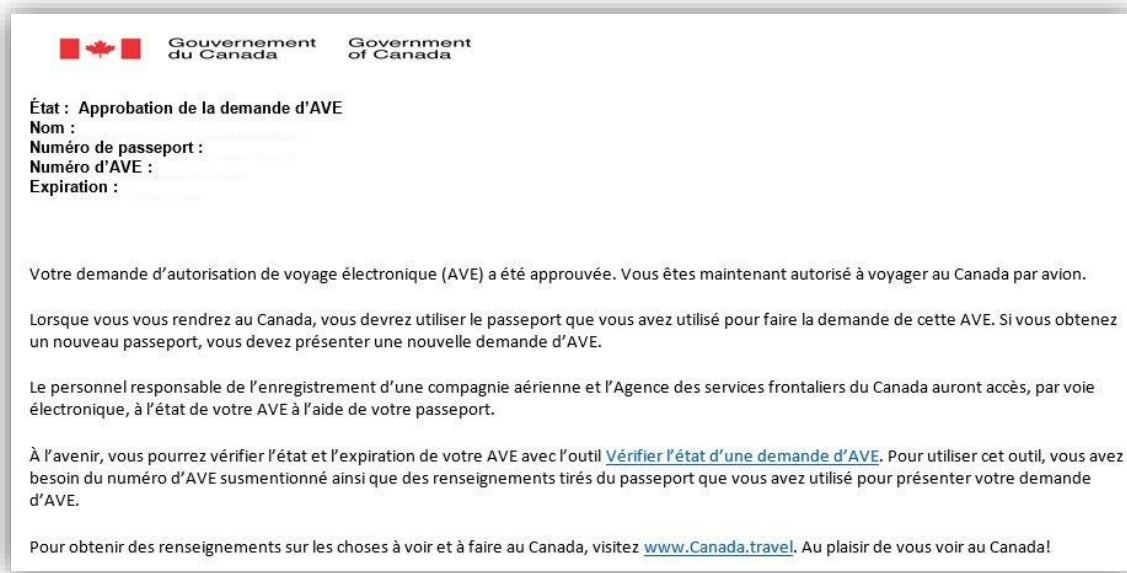 Gouvernement du Canada
Government of Canada
État : Approbation de la demande d’AVE
Nom :
Numéro de passeport :
Numéro d’AVE :
Expiration :
Votre demande d’autorisation de voyage électronique (AVE) a été approuvée. Vous êtes maintenant autorisé à voyager au Canada par avion.
Lorsque vous vous rendrez au Canada, vous devrez utiliser le passeport que vous avez utilisé pour faire la demande de cette AVE. Si vous obtenez
un nouveau passeport, vous devez présenter une nouvelle demande d’AVE.
Le personnel responsable de l’enregistrement d’une compagnie aérienne et l’Agence des services frontaliers du Canada auront accès, par voie
électronique, à l’état de votre AVE à l’aide de votre passeport.
À l’avenir, vous pourrez vérifier l’état et l’expiration de votre AVE avec l’outil Vérifier l’état d’une demande d’AVE. Pour utiliser cet outil, vous avez
besoin du numéro d’AVE susmentionné ainsi que des renseignements tirés du passeport que vous avez utilisé pour présenter votre demande
d’AVE.
Pour obtenir des renseignements sur les choses à voir et à faire au Canada, visitez www.Canada.travel. Au plaisir de vous voir au Canada!